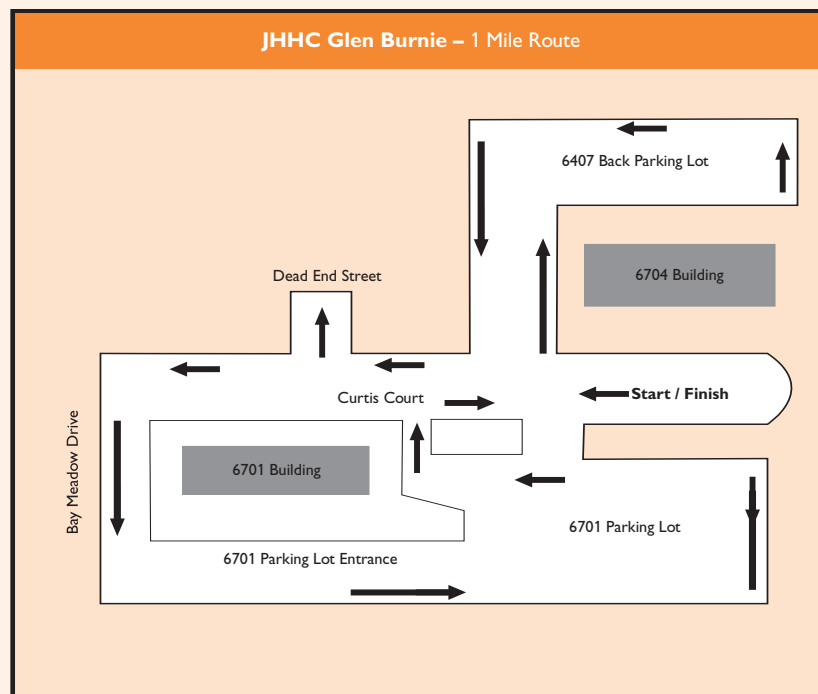 JHHC Glen Burnie – 1 Mile Route
6407 Back Parking Lot
6704 Building
Dead End Street
Start / Finish
Curtis Court
Bay Meadow Drive
6701 Building
6701 Parking Lot
6701 Parking Lot Entrance